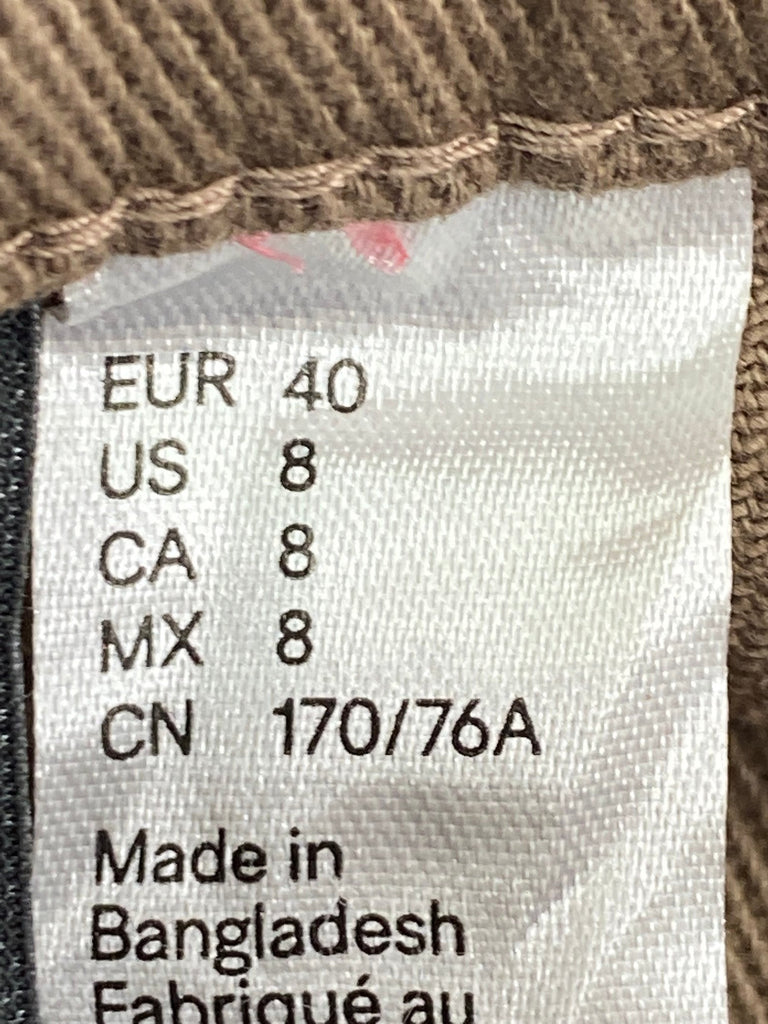 EUR 40
US 8
CA 8
MX 8
CN 170/76A
Made in
Bangladesh
Fabriqué au